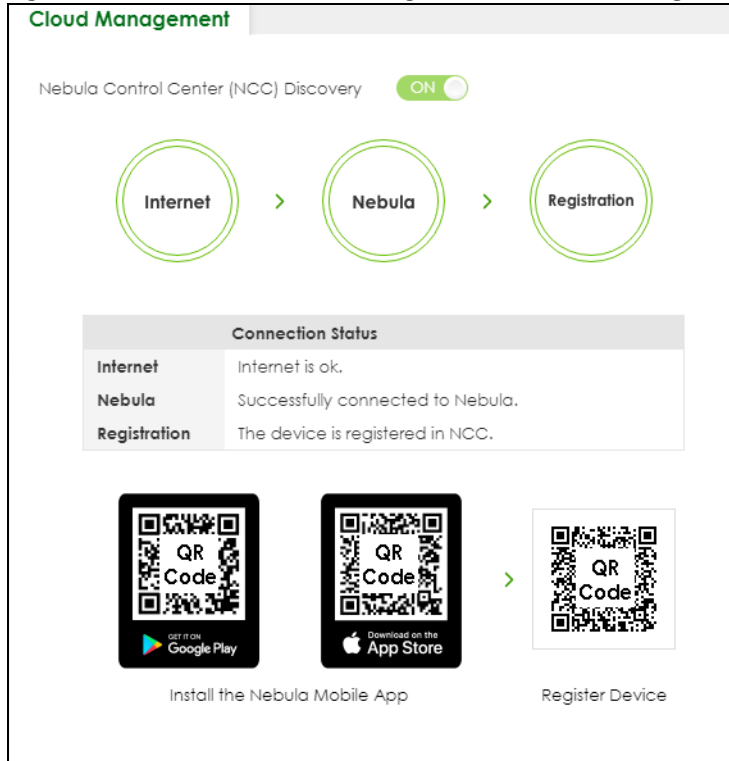 Cloud Management
Nebula Control Center (NCC) Discovery ON
Internet > Nebula > Registration
Connection Status
Internet Internet is ok.
Nebula Successfully connected to Nebula.
Registration The device is registered in NCC.
QR Code
GET IT ON
Google Play
QR Code
Download on the
App Store
>
QR Code
Install the Nebula Mobile App
Register Device